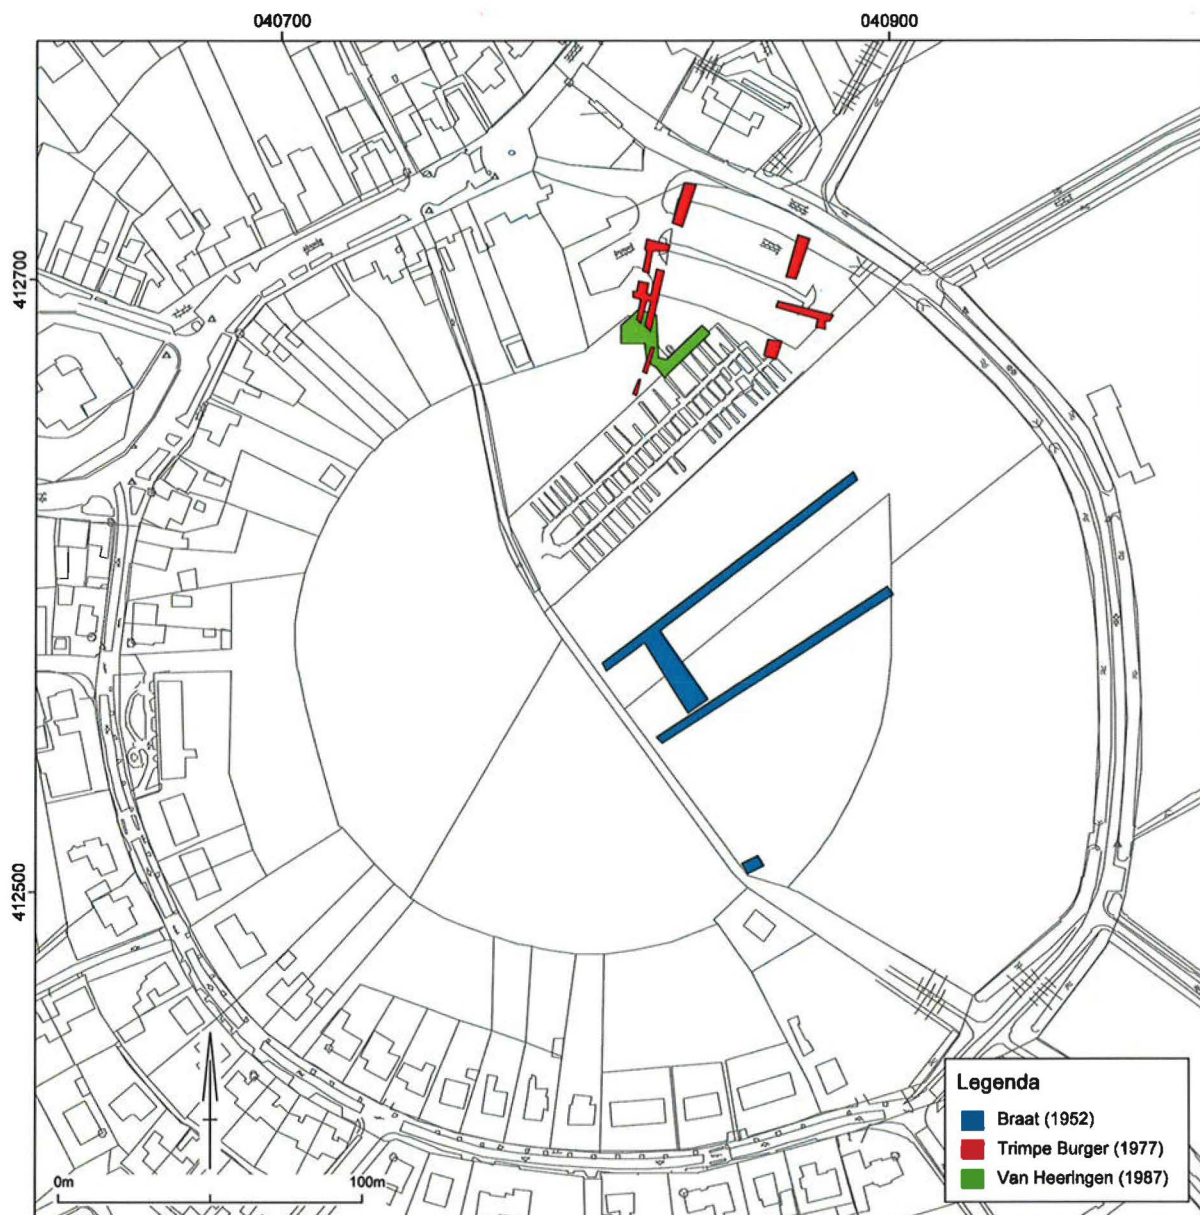 040700
040900
412700
412500
Legenda
Braat (1952)
Trimpe Burger (1977)
Van Heeringen (1987)
0m
100m